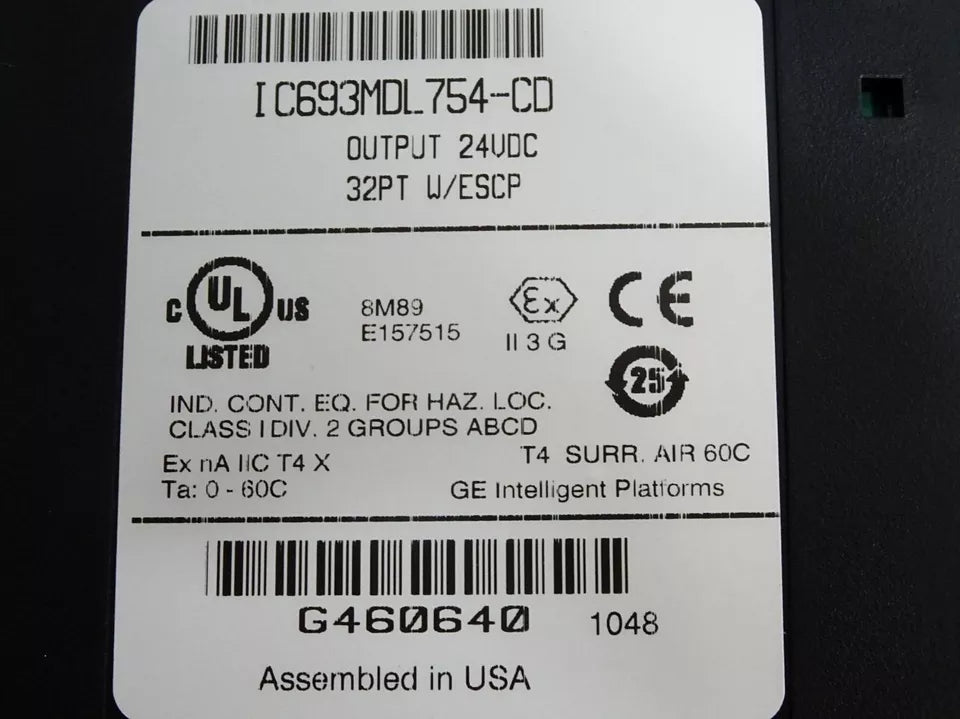 IC693MDL754-CD
OUTPUT 24VDC
32PT W/ESCP
C UL US
LISTED
8M89
E157515
Ex
II 3 G
CE
25
IND. CONT. EQ. FOR HAZ. LOC.
CLASS I DIV. 2 GROUPS ABCD
Ex nA IIC T4 X
T4 SURR. AIR 60C
Ta: 0 - 60C
GE Intelligent Platforms
G460640
1048
Assembled in USA